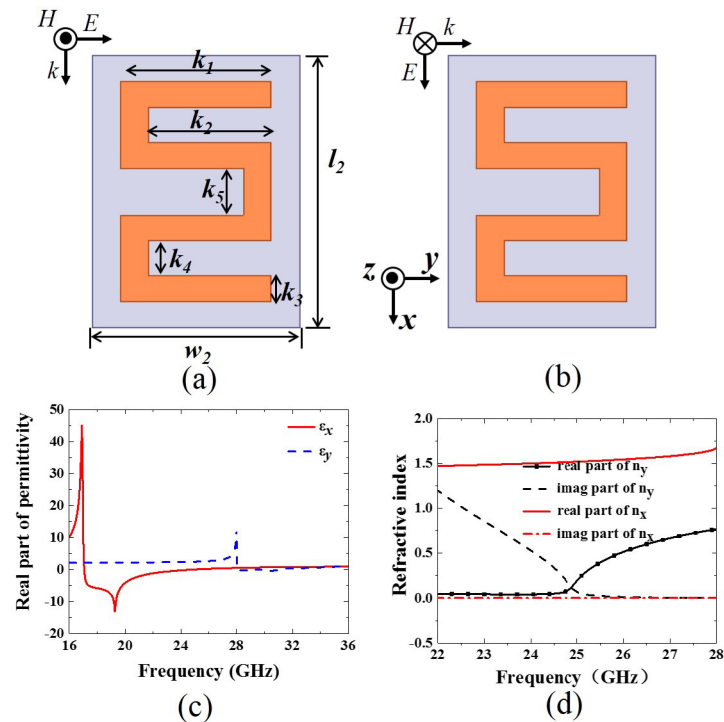 H E
k
k1
k2
k5
k4
k3
l2
w2
(a)
H k
E
z y
x
(b)
Real part of permittivity
50
40
30
20
10
0
-10
-20
16 20 24 28 32 36
εx
εy
Frequency (GHz)
(c)
Refractive index
2.0
1.5
1.0
0.5
0.0
-0.5
22 23 24 25 26 27 28
real part of ny
imag part of ny
real part of nx
imag part of nx
Frequency（GHz）
(d)